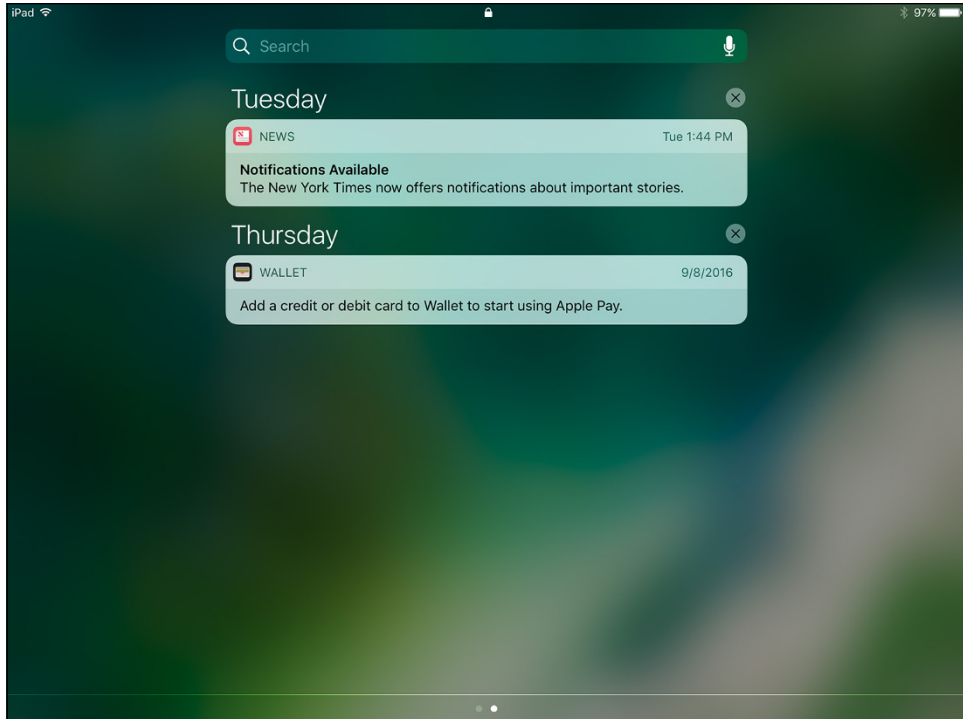 iPad 97%
Search
Tuesday
NEWS Tue 1:44 PM
Notifications Available
The New York Times now offers notifications about important stories.
Thursday
WALLET 9/8/2016
Add a credit or debit card to Wallet to start using Apple Pay.